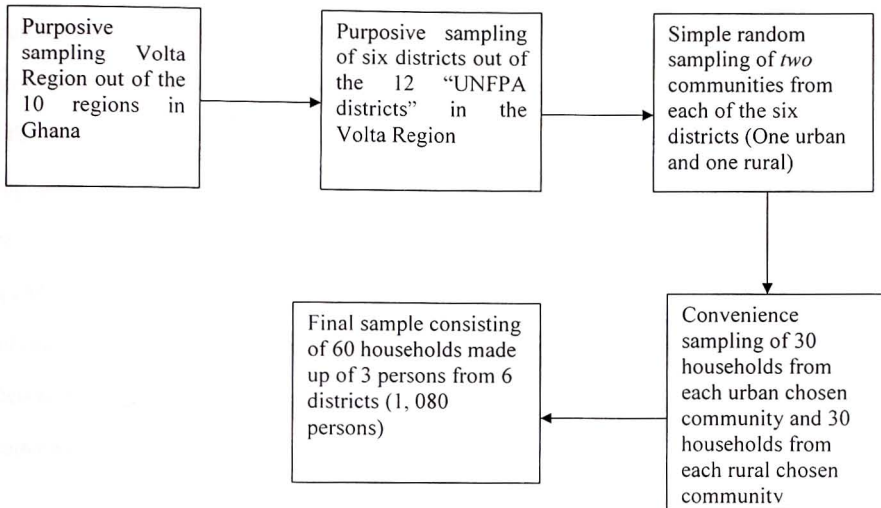 Purposive
sampling Volta
Region out of the
10 regions in
Ghana
Purposive sampling
of six districts out of
the 12 “UNFPA
districts” in the
Volta Region
Simple random
sampling of two
communities from
each of the six
districts (One urban
and one rural)
Convenience
sampling of 30
households from
each urban chosen
community and 30
households from
each rural chosen
community
Final sample consisting
of 60 households made
up of 3 persons from 6
districts (1, 080
persons)